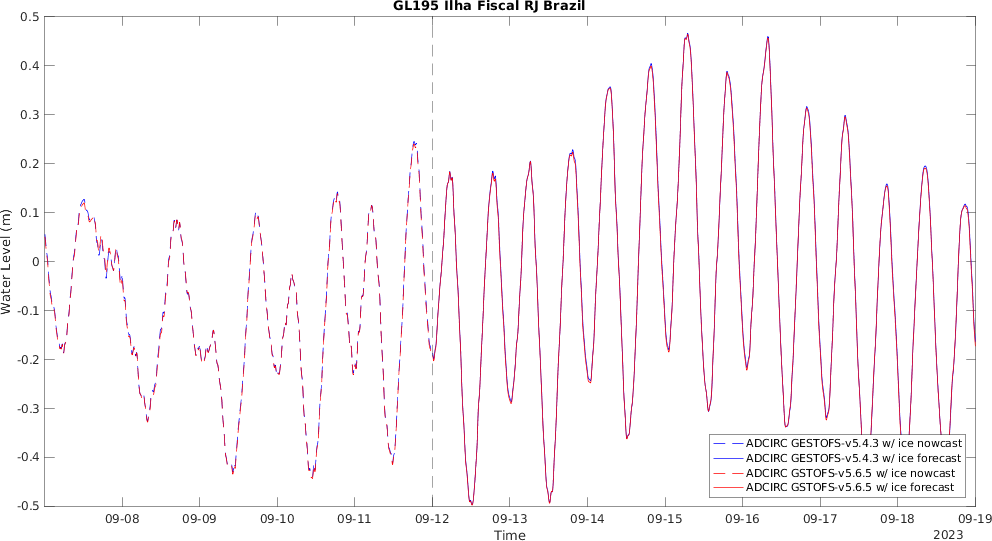 GL195 Ilha Fiscal RJ Brazil
0.5
0.4
0.3
0.2
0.1
0
-0.1
-0.2
-0.3
-0.4
-0.5
Water Level (m)
ADCIRC GESTOFS-v5.4.3 w/ ice nowcast
ADCIRC GESTOFS-v5.4.3 w/ ice forecast
ADCIRC GSTOFS-v5.6.5 w/ ice nowcast
ADCIRC GSTOFS-v5.6.5 w/ ice forecast
09-08 09-09 09-10 09-11 09-12 09-13 09-14 09-15 09-16 09-17 09-18 09-19
Time
2023